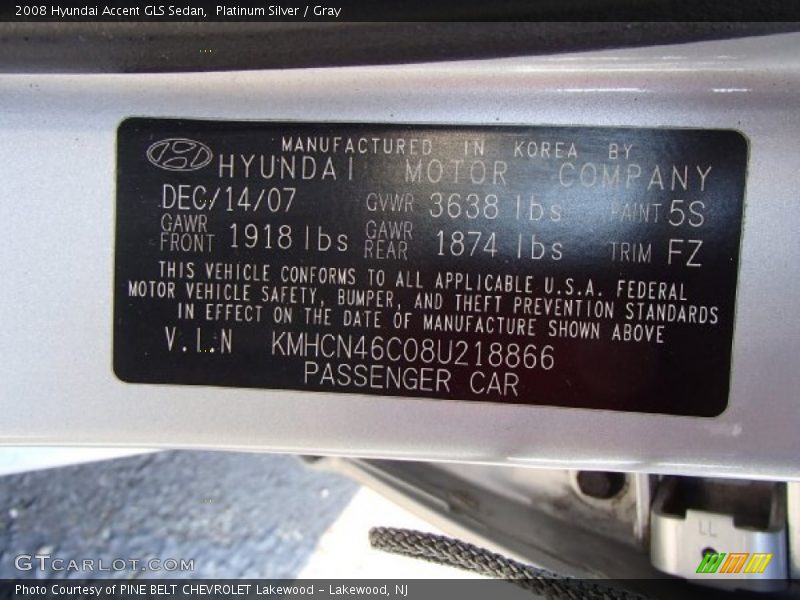 2008 Hyundai Accent GLS Sedan,  Platinum Silver / Gray
MANUFACTURED IN KOREA BY
HYUNDAI MOTOR COMPANY
DEC/14/07 GVWR 3638 lbs PAINT 5S
GAWR FRONT 1918 lbs GAWR REAR 1874 lbs TRIM FZ
THIS VEHICLE CONFORMS TO ALL APPLICABLE U.S.A. FEDERAL
MOTOR VEHICLE SAFETY, BUMPER, AND THEFT PREVENTION STANDARDS
IN EFFECT ON THE DATE OF MANUFACTURE SHOWN ABOVE
V.I.N KMHCN46C08U218866
PASSENGER CAR
LL
GTCARLOT.COM
Photo Courtesy of PINE BELT CHEVROLET Lakewood - Lakewood, NJ